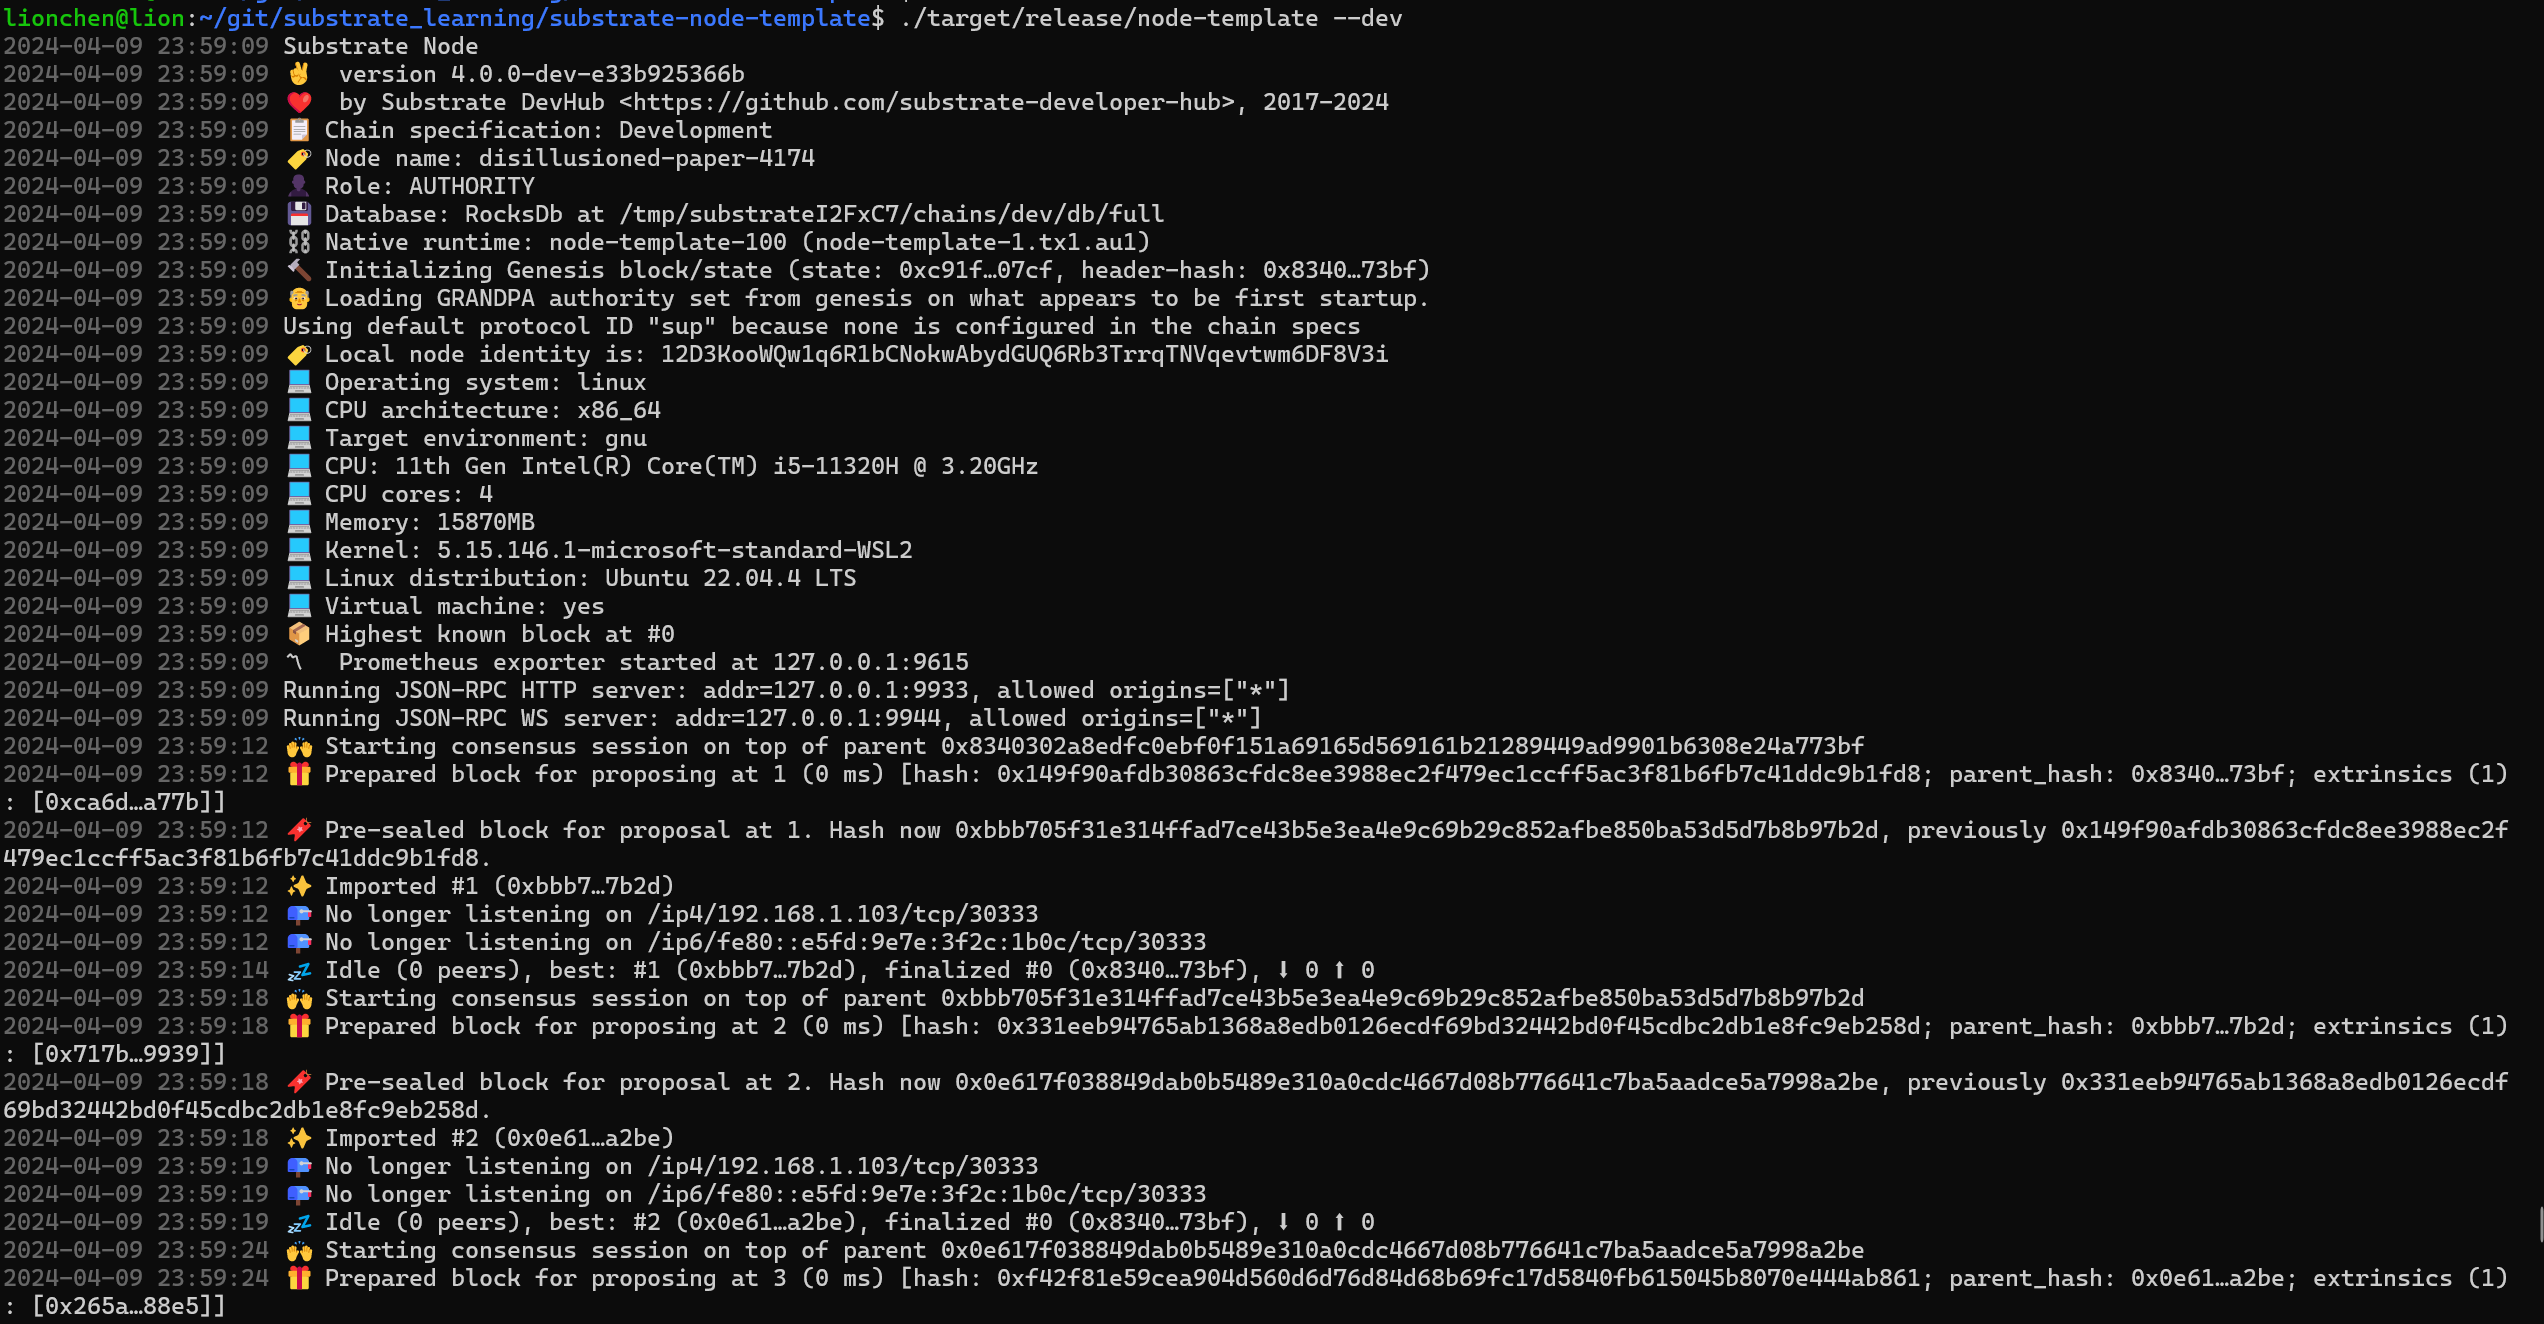 lionchen@lion:~/git/substrate_learning/substrate-node-template$ ./target/release/node-template --dev
2024-04-09 23:59:09 Substrate Node
2024-04-09 23:59:09 ✌️  version 4.0.0-dev-e33b925366b
2024-04-09 23:59:09 ❤️  by Substrate DevHub <https://github.com/substrate-developer-hub>, 2017-2024
2024-04-09 23:59:09 📋 Chain specification: Development
2024-04-09 23:59:09 🏷 Node name: disillusioned-paper-4174
2024-04-09 23:59:09 👤 Role: AUTHORITY
2024-04-09 23:59:09 💾 Database: RocksDb at /tmp/substrateI2FxC7/chains/dev/db/full
2024-04-09 23:59:09 ⛓ Native runtime: node-template-100 (node-template-1.tx1.au1)
2024-04-09 23:59:09 🔨 Initializing Genesis block/state (state: 0xc91f…07cf, header-hash: 0x8340…73bf)
2024-04-09 23:59:09 👴 Loading GRANDPA authority set from genesis on what appears to be first startup.
2024-04-09 23:59:09 Using default protocol ID "sup" because none is configured in the chain specs
2024-04-09 23:59:09 🏷 Local node identity is: 12D3KooWQw1q6R1bCNokwAbydGUQ6Rb3TrrqTNVqevtwm6DF8V3i
2024-04-09 23:59:09 💻 Operating system: linux
2024-04-09 23:59:09 💻 CPU architecture: x86_64
2024-04-09 23:59:09 💻 Target environment: gnu
2024-04-09 23:59:09 💻 CPU: 11th Gen Intel(R) Core(TM) i5-11320H @ 3.20GHz
2024-04-09 23:59:09 💻 CPU cores: 4
2024-04-09 23:59:09 💻 Memory: 15870MB
2024-04-09 23:59:09 💻 Kernel: 5.15.146.1-microsoft-standard-WSL2
2024-04-09 23:59:09 💻 Linux distribution: Ubuntu 22.04.4 LTS
2024-04-09 23:59:09 💻 Virtual machine: yes
2024-04-09 23:59:09 📦 Highest known block at #0
2024-04-09 23:59:09 〽️  Prometheus exporter started at 127.0.0.1:9615
2024-04-09 23:59:09 Running JSON-RPC HTTP server: addr=127.0.0.1:9933, allowed origins=["*"]
2024-04-09 23:59:09 Running JSON-RPC WS server: addr=127.0.0.1:9944, allowed origins=["*"]
2024-04-09 23:59:12 🙌 Starting consensus session on top of parent 0x8340302a8edfc0ebf0f151a69165d569161b21289449ad9901b6308e24a773bf
2024-04-09 23:59:12 🎁 Prepared block for proposing at 1 (0 ms) [hash: 0x149f90afdb30863cfdc8ee3988ec2f479ec1ccff5ac3f81b6fb7c41ddc9b1fd8; parent_hash: 0x8340…73bf; extrinsics (1)
: [0xca6d…a77b]]
2024-04-09 23:59:12 🔖 Pre-sealed block for proposal at 1. Hash now 0xbbb705f31e314ffad7ce43b5e3ea4e9c69b29c852afbe850ba53d5d7b8b97b2d, previously 0x149f90afdb30863cfdc8ee3988ec2f
479ec1ccff5ac3f81b6fb7c41ddc9b1fd8.
2024-04-09 23:59:12 ✨ Imported #1 (0xbbb7…7b2d)
2024-04-09 23:59:12 📪 No longer listening on /ip4/192.168.1.103/tcp/30333
2024-04-09 23:59:12 📪 No longer listening on /ip6/fe80::e5fd:9e7e:3f2c:1b0c/tcp/30333
2024-04-09 23:59:14 💤 Idle (0 peers), best: #1 (0xbbb7…7b2d), finalized #0 (0x8340…73bf), ⬇ 0 ⬆ 0
2024-04-09 23:59:18 🙌 Starting consensus session on top of parent 0xbbb705f31e314ffad7ce43b5e3ea4e9c69b29c852afbe850ba53d5d7b8b97b2d
2024-04-09 23:59:18 🎁 Prepared block for proposing at 2 (0 ms) [hash: 0x331eeb94765ab1368a8edb0126ecdf69bd32442bd0f45cdbc2db1e8fc9eb258d; parent_hash: 0xbbb7…7b2d; extrinsics (1)
: [0x717b…9939]]
2024-04-09 23:59:18 🔖 Pre-sealed block for proposal at 2. Hash now 0x0e617f038849dab0b5489e310a0cdc4667d08b776641c7ba5aadce5a7998a2be, previously 0x331eeb94765ab1368a8edb0126ecdf
69bd32442bd0f45cdbc2db1e8fc9eb258d.
2024-04-09 23:59:18 ✨ Imported #2 (0x0e61…a2be)
2024-04-09 23:59:19 📪 No longer listening on /ip4/192.168.1.103/tcp/30333
2024-04-09 23:59:19 📪 No longer listening on /ip6/fe80::e5fd:9e7e:3f2c:1b0c/tcp/30333
2024-04-09 23:59:19 💤 Idle (0 peers), best: #2 (0x0e61…a2be), finalized #0 (0x8340…73bf), ⬇ 0 ⬆ 0
2024-04-09 23:59:24 🙌 Starting consensus session on top of parent 0x0e617f038849dab0b5489e310a0cdc4667d08b776641c7ba5aadce5a7998a2be
2024-04-09 23:59:24 🎁 Prepared block for proposing at 3 (0 ms) [hash: 0xf42f81e59cea904d560d6d76d84d68b69fc17d5840fb615045b8070e444ab861; parent_hash: 0x0e61…a2be; extrinsics (1)
: [0x265a…88e5]]